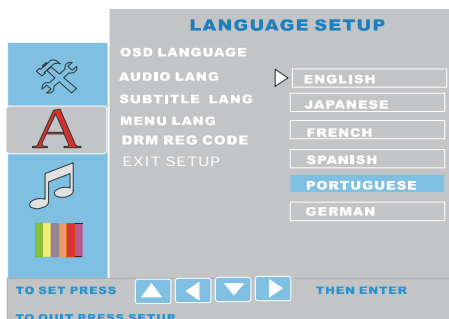 LANGUAGE SETUP
OSD LANGUAGE
AUDIO LANG
SUBTITLE LANG
MENU LANG
DRM REG CODE
EXIT SETUP
ENGLISH
JAPANESE
FRENCH
SPANISH
PORTUGUESE
GERMAN
A
TO SET PRESS THEN ENTER
TO QUIT PRESS SETUP